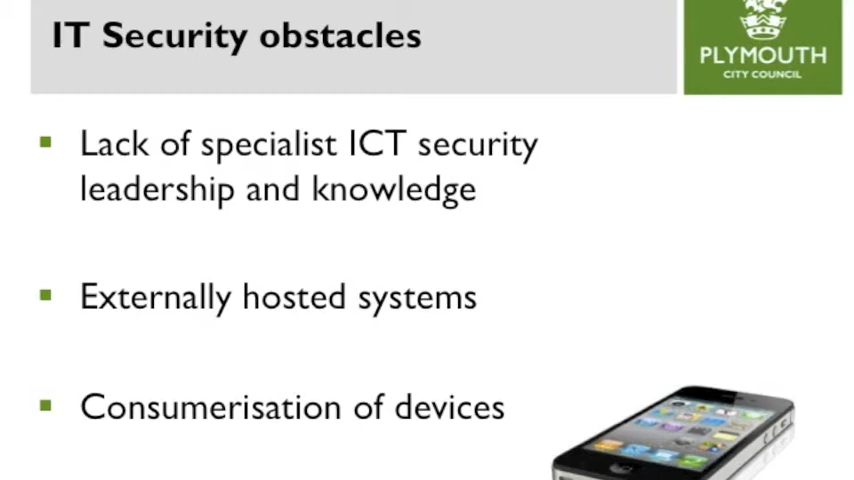 IT Security obstacles
PLYMOUTH
CITY COUNCIL
Lack of specialist ICT security
leadership and knowledge
Externally hosted systems
Consumerisation of devices